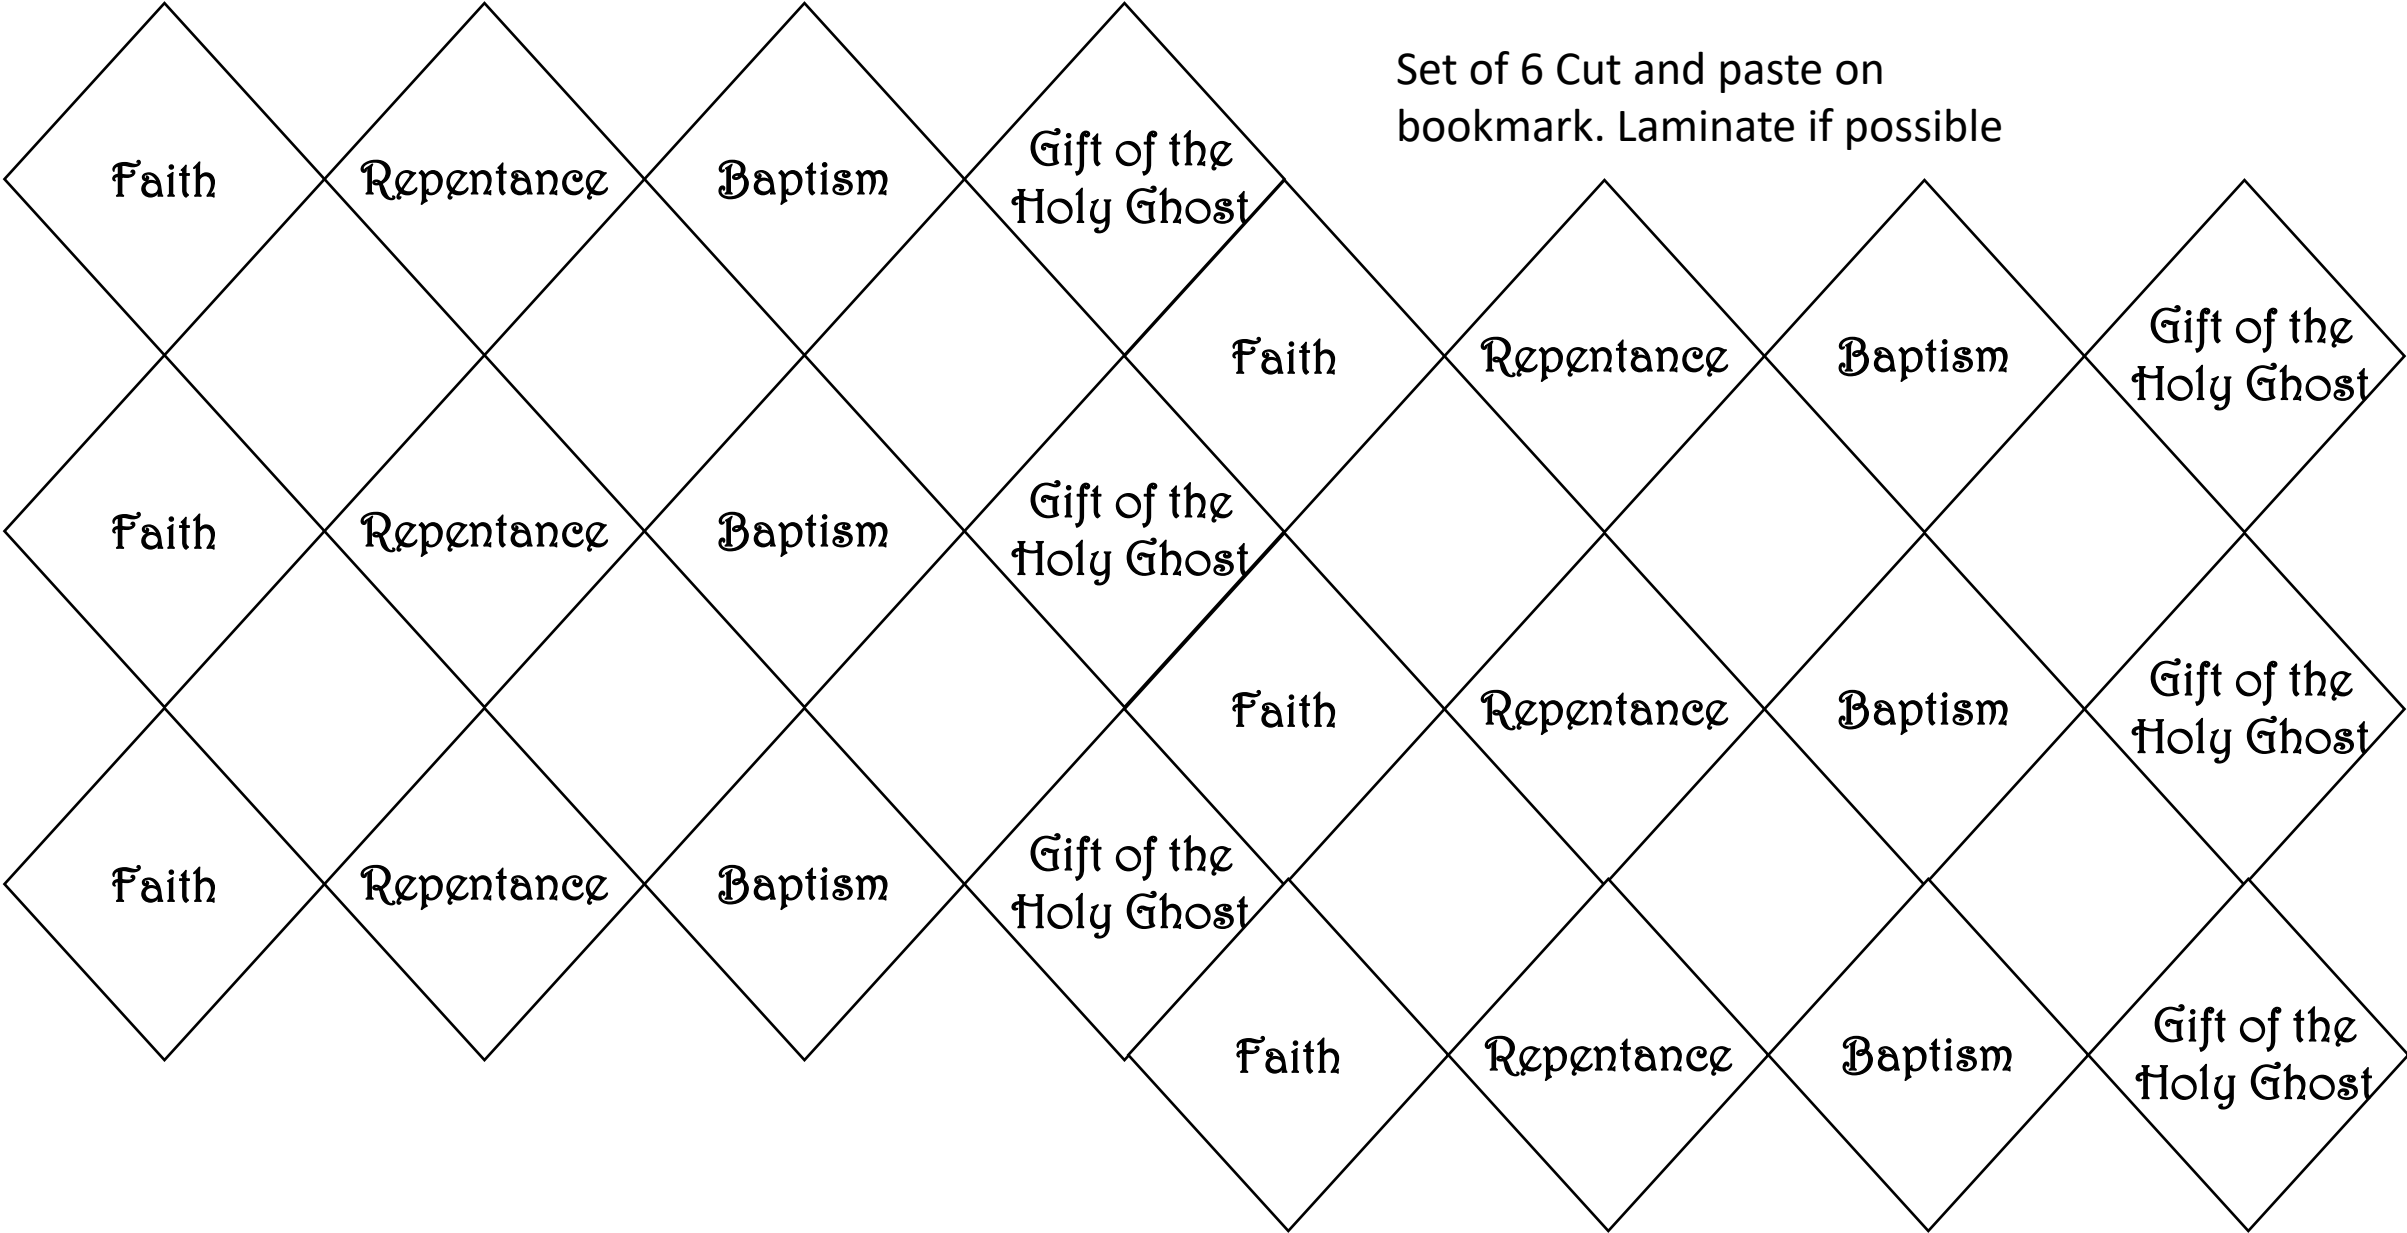 Set of 6 Cut and paste on
bookmark. Laminate if possible
Faith
Repentance
Baptism
Gift of the
Holy Ghost
Faith
Repentance
Baptism
Gift of the
Holy Ghost
Faith
Repentance
Baptism
Gift of the
Holy Ghost
Faith
Repentance
Baptism
Gift of the
Holy Ghost
Faith
Repentance
Baptism
Gift of the
Holy Ghost
Faith
Repentance
Baptism
Gift of the
Holy Ghost